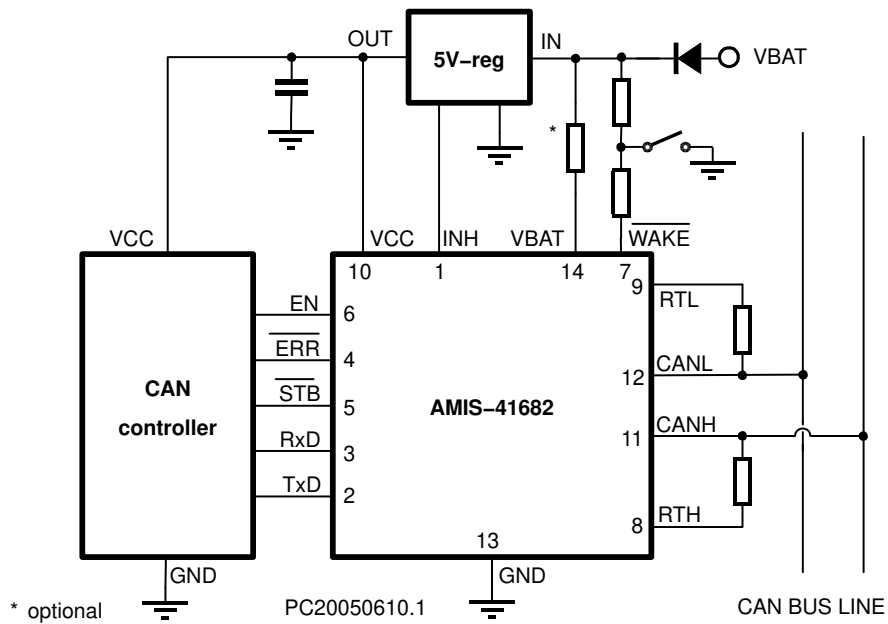 OUT
5V−reg
IN
VBAT
*
VCC
VCC
INH
VBAT
WAKE
10
1
14
7
9
RTL
EN
6
ERR
4
CAN
controller
STB
5
AMIS−41682
12
CANL
RxD
3
11
CANH
TxD
2
8
RTH
13
GND
GND
* optional
PC20050610.1
CAN BUS LINE